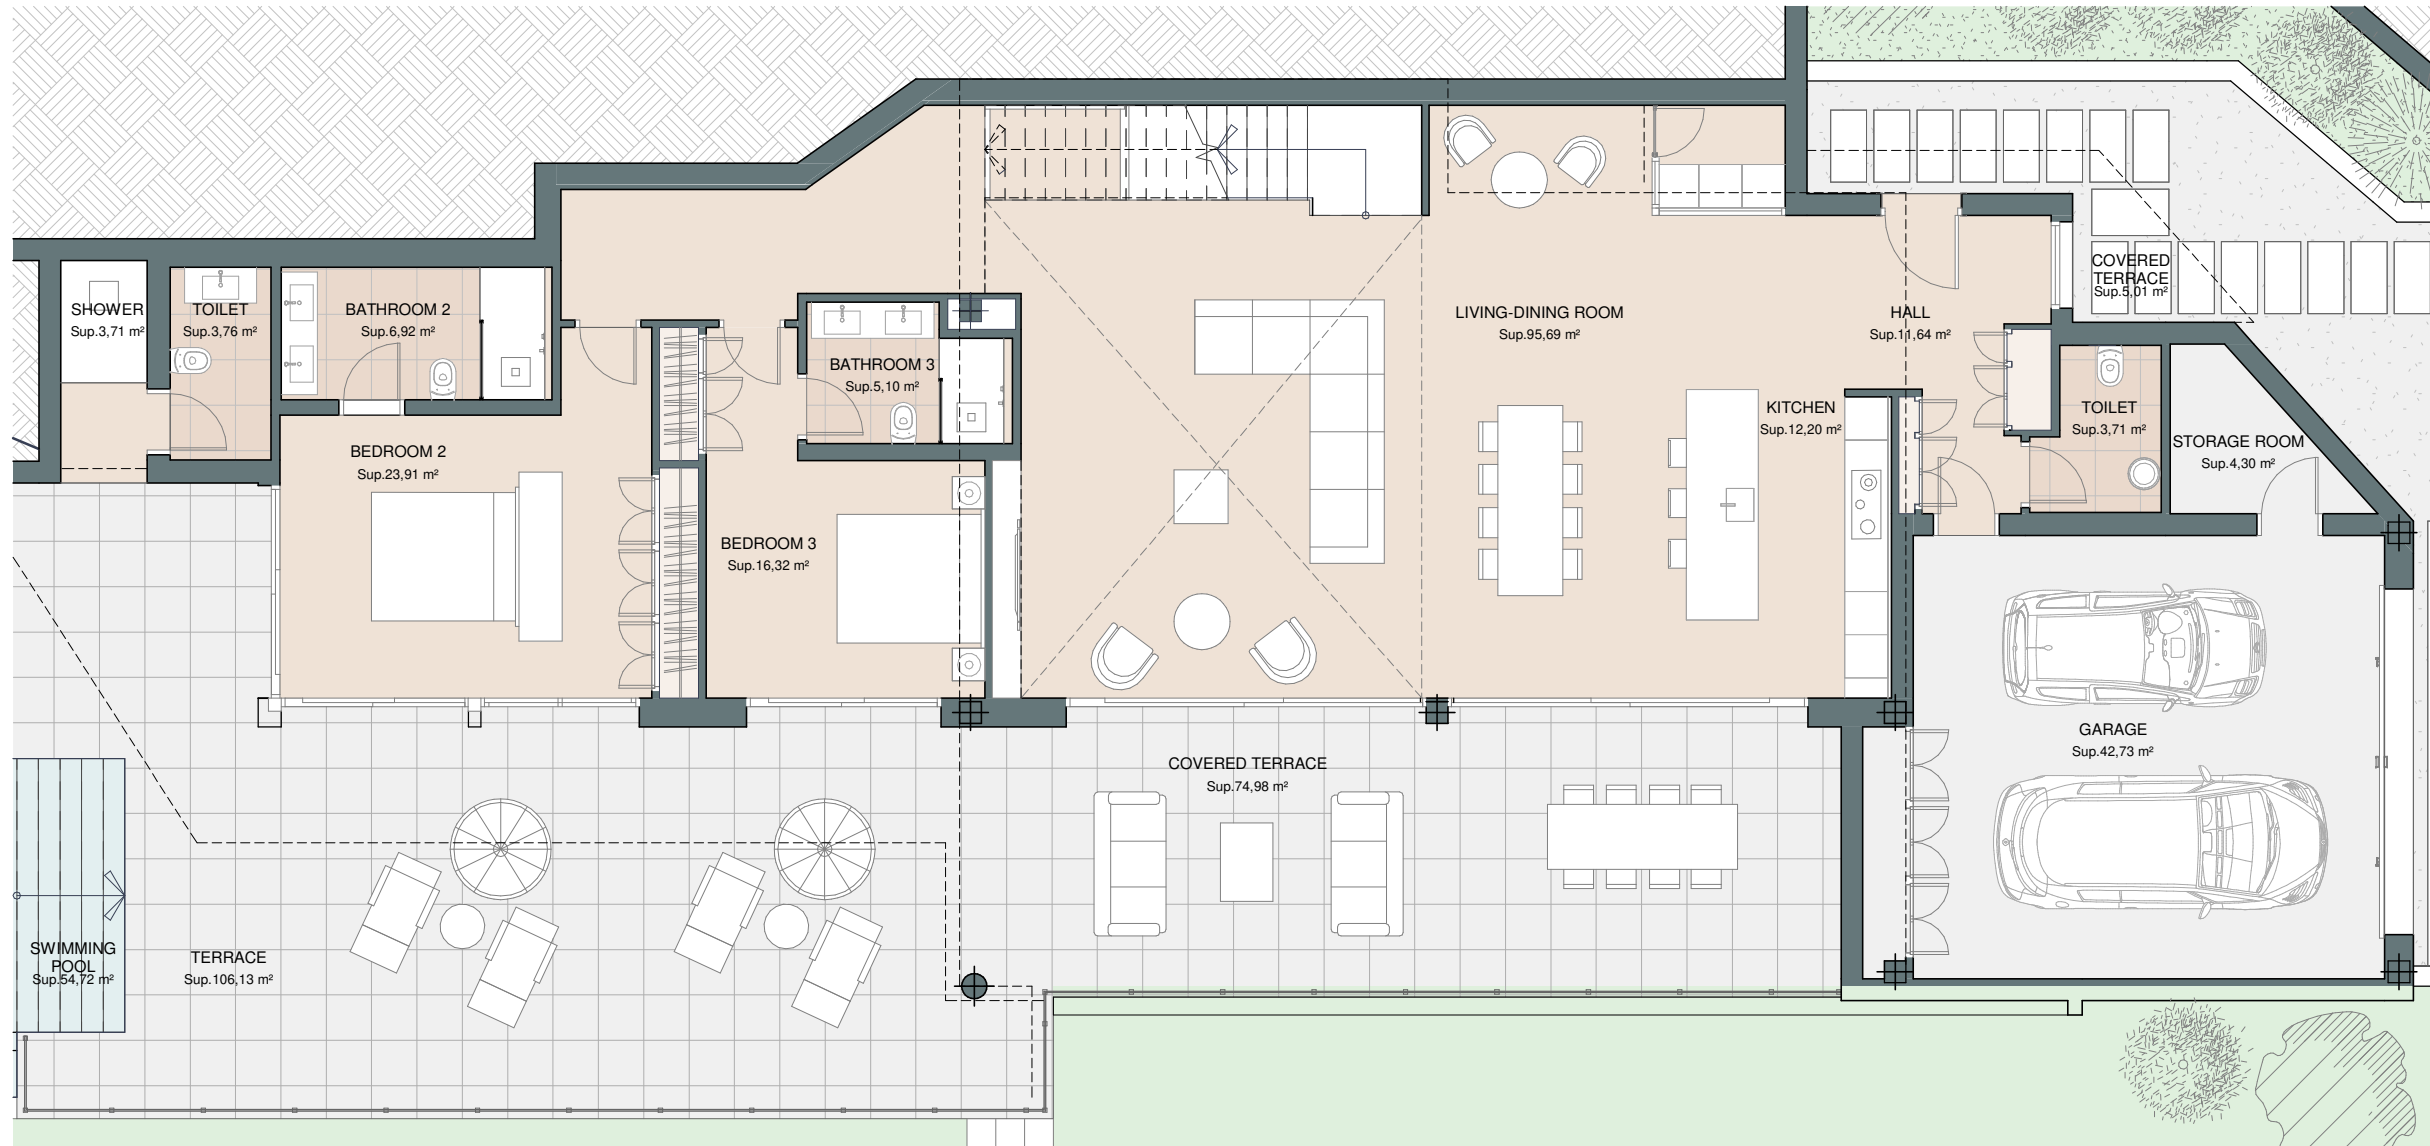 SHOWER
Sup.3,71 m²
TOILET
Sup.3,76 m²
BATHROOM 2
Sup.6,92 m²
BATHROOM 3
Sup.5,10 m²
LIVING-DINING ROOM
Sup.95,69 m²
HALL
Sup.11,64 m²
COVERED
TERRACE
Sup.5,01 m²
KITCHEN
Sup.12,20 m²
TOILET
Sup.3,71 m²
STORAGE ROOM
Sup.4,30 m²
BEDROOM 2
Sup.23,91 m²
BEDROOM 3
Sup.16,32 m²
GARAGE
Sup.42,73 m²
COVERED TERRACE
Sup.74,98 m²
SWIMMING
POOL
Sup.54,72 m²
TERRACE
Sup.106,13 m²